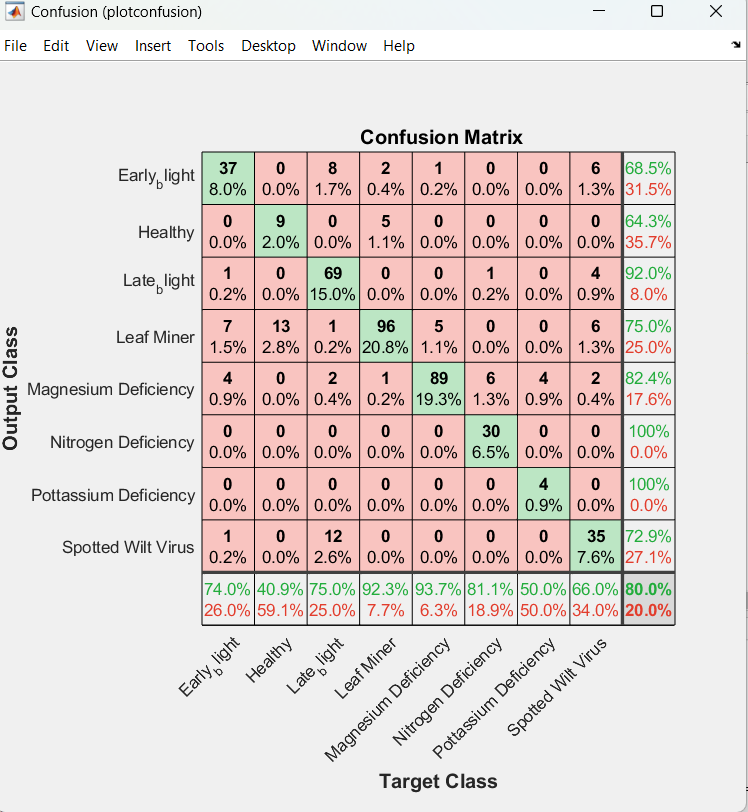 Confusion (plotconfusion)
File Edit View Insert Tools Desktop Window Help
Confusion Matrix
Early_blight 37 0 8 2 1 0 0 6 68.5%
8.0% 0.0% 1.7% 0.4% 0.2% 0.0% 0.0% 1.3% 31.5%
Healthy 0 9 0 5 0 0 0 0 64.3%
0.0% 2.0% 0.0% 1.1% 0.0% 0.0% 0.0% 0.0% 35.7%
Late_blight 1 0 69 0 0 1 0 4 92.0%
0.2% 0.0% 15.0% 0.0% 0.0% 0.2% 0.0% 0.9% 8.0%
Leaf Miner 7 13 1 96 5 0 0 6 75.0%
1.5% 2.8% 0.2% 20.8% 1.1% 0.0% 0.0% 1.3% 25.0%
Magnesium Deficiency 4 0 2 1 89 6 4 2 82.4%
0.9% 0.0% 0.4% 0.2% 19.3% 1.3% 0.9% 0.4% 17.6%
Nitrogen Deficiency 0 0 0 0 0 30 0 0 100%
0.0% 0.0% 0.0% 0.0% 0.0% 6.5% 0.0% 0.0% 0.0%
Pottassium Deficiency 0 0 0 0 0 0 4 0 100%
0.0% 0.0% 0.0% 0.0% 0.0% 0.0% 0.9% 0.0% 0.0%
Spotted Wilt Virus 1 0 12 0 0 0 0 35 72.9%
0.2% 0.0% 2.6% 0.0% 0.0% 0.0% 0.0% 7.6% 27.1%
74.0% 40.9% 75.0% 92.3% 93.7% 81.1% 50.0% 66.0% 80.0%
26.0% 59.1% 25.0% 7.7% 6.3% 18.9% 50.0% 34.0% 20.0%
Early_blight Healthy Late_blight Leaf Miner Magnesium Deficiency Nitrogen Deficiency Pottassium Deficiency Spotted Wilt Virus
Output Class
Target Class